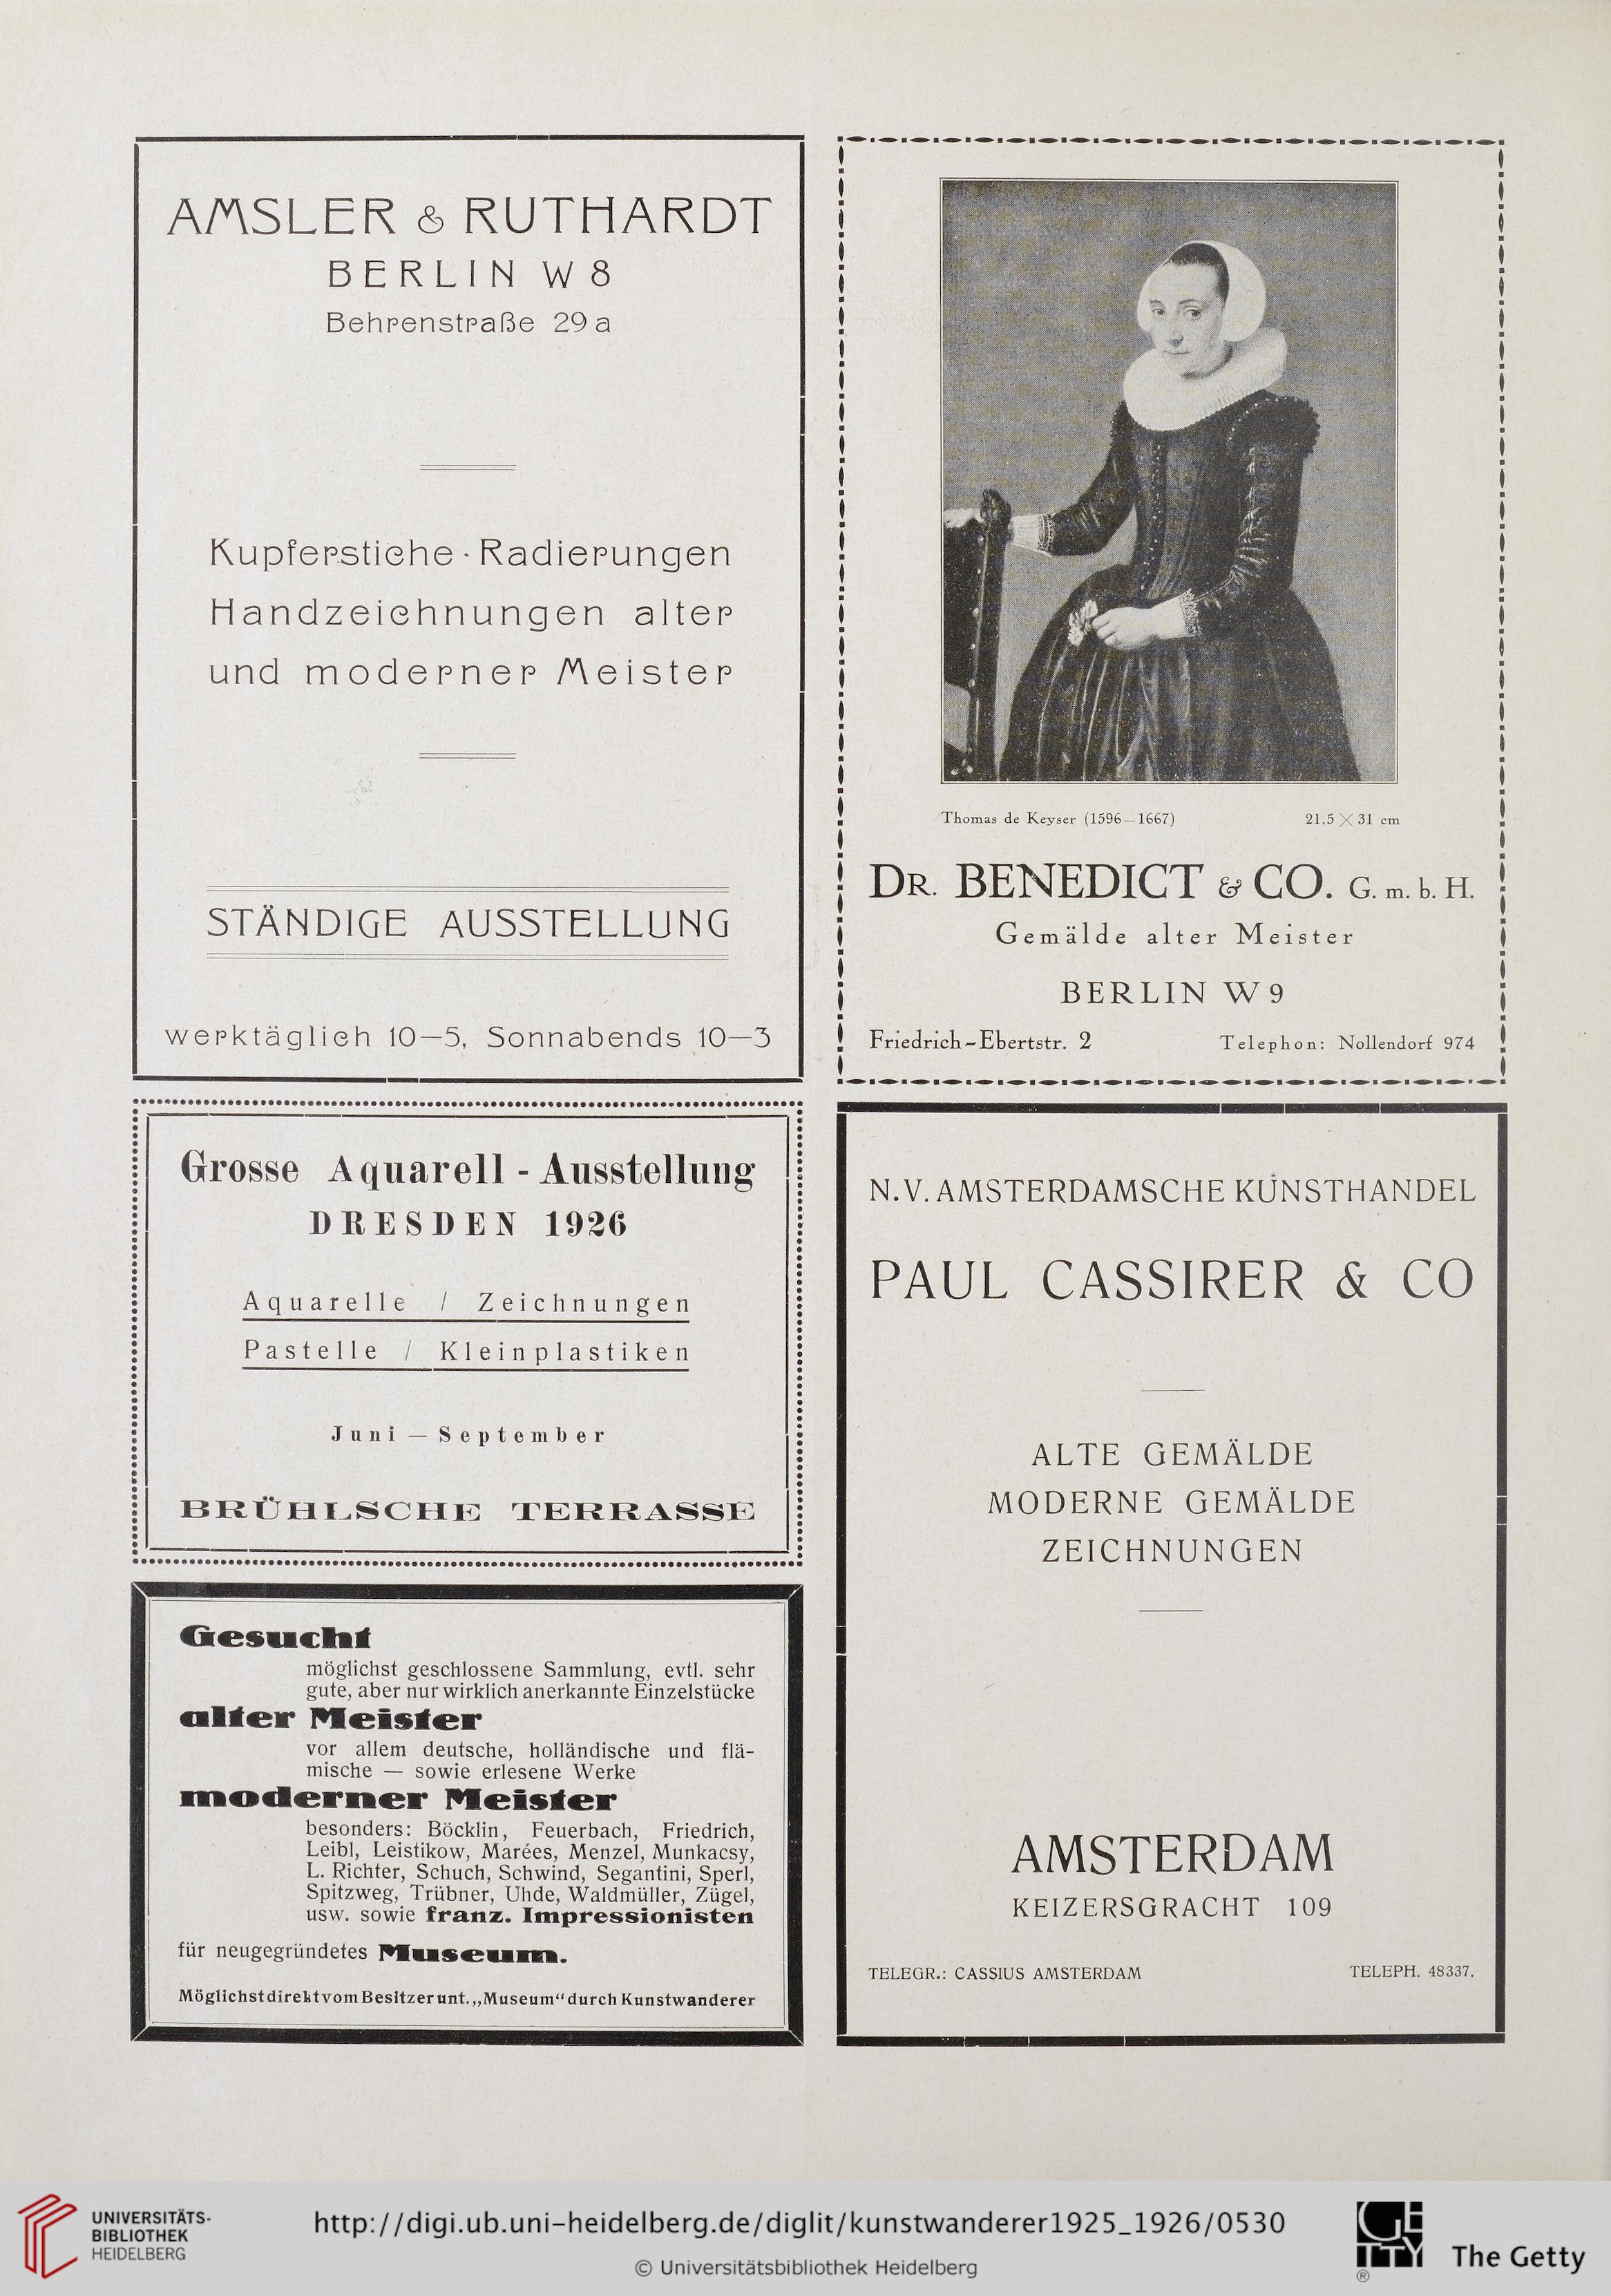 AMSLER & RUTHARDT
BERLIN W 8
Behrenstraße 29 a
Kupferstiche · Radierungen
Handzeichnungen alter
und moderner Meister
STÄNDIGE AUSSTELLUNG
werktäglich 10—5, Sonnabends 10—3
Thomas de Keyser (1596—1667) 21,5 × 31 cm
DR. BENEDICT & CO. G. m. b. H.
Gemälde alter Meister
BERLIN W 9
Friedrich-Ebertstr. 2 Telephon: Nollendorf 974
Grosse Aquarell - Ausstellung
DRESDEN 1926
Aquarelle / Zeichnungen
Pastelle / Kleinplastiken
Juni — September
BRÜHLSCHE TERRASSE
Gesucht
möglichst geschlossene Sammlung, evtl. sehr
gute, aber nur wirklich anerkannte Einzelstücke
alter Meister
vor allem deutsche, holländische und flä-
mische — sowie erlesene Werke
moderner Meister
besonders: Böcklin, Feuerbach, Friedrich,
Leibl, Leistikow, Marées, Menzel, Munkacsy,
L. Richter, Schuch, Schwind, Segantini, Sperl,
Spitzweg, Trübner, Uhde, Waldmüller, Zügel,
usw. sowie franz. Impressionisten
für neugegründetes Museum.
Möglichst direkt vom Besitzer unt. „Museum“ durch Kunstwanderer
N.V. AMSTERDAMSCHE KUNSTHANDEL
PAUL CASSIRER & CO
ALTE GEMÄLDE
MODERNE GEMÄLDE
ZEICHNUNGEN
AMSTERDAM
KEIZERSGRACHT 109
TELEGR.: CASSIUS AMSTERDAM TELEPH. 48337.
UNIVERSITÄTS-
BIBLIOTHEK
HEIDELBERG
http://digi.ub.uni-heidelberg.de/diglit/kunstwanderer1925_1926/0530
© Universitätsbibliothek Heidelberg
GETTY
®
The Getty